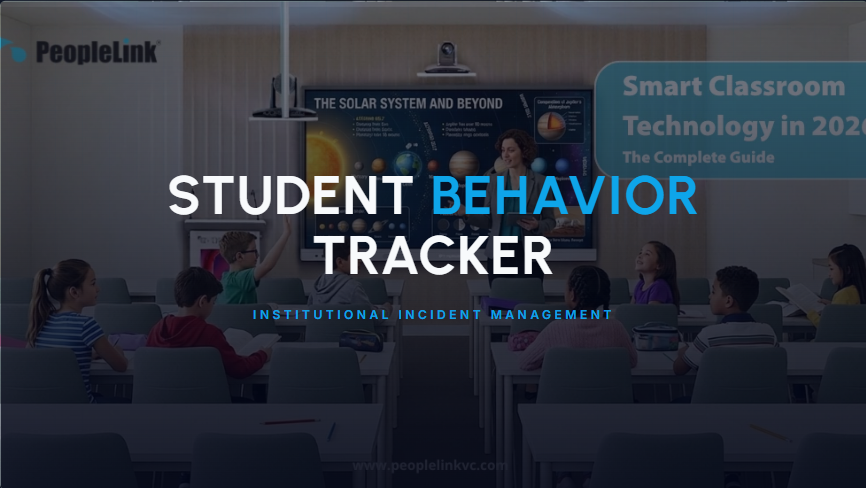 PeopleLink®
Smart Classroom
Technology in 202
The Complete Guide
THE SOLAR SYSTEM AND BEYOND
STUDENT BEHAVIOR
TRACKER
INSTITUTIONAL INCIDENT MANAGEMENT
www.peoplelinkvc.com